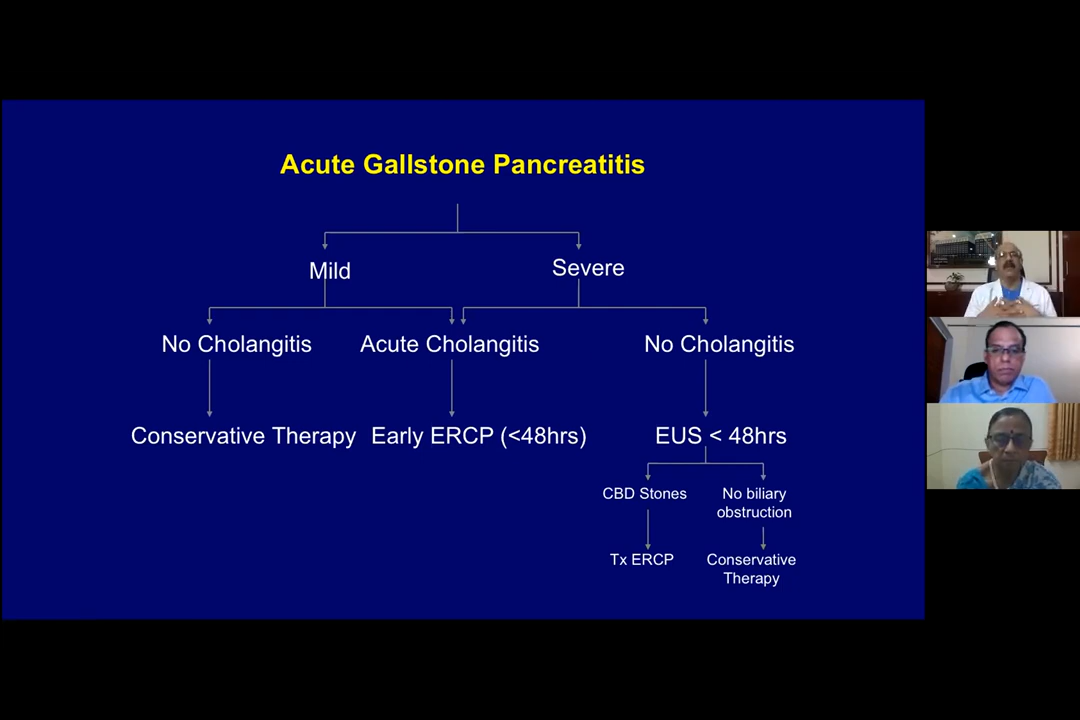 Acute Gallstone Pancreatitis
Mild
Severe
No Cholangitis
Acute Cholangitis
No Cholangitis
Conservative Therapy
Early ERCP (<48hrs)
EUS < 48hrs
CBD Stones
No biliary
obstruction
Tx ERCP
Conservative
Therapy